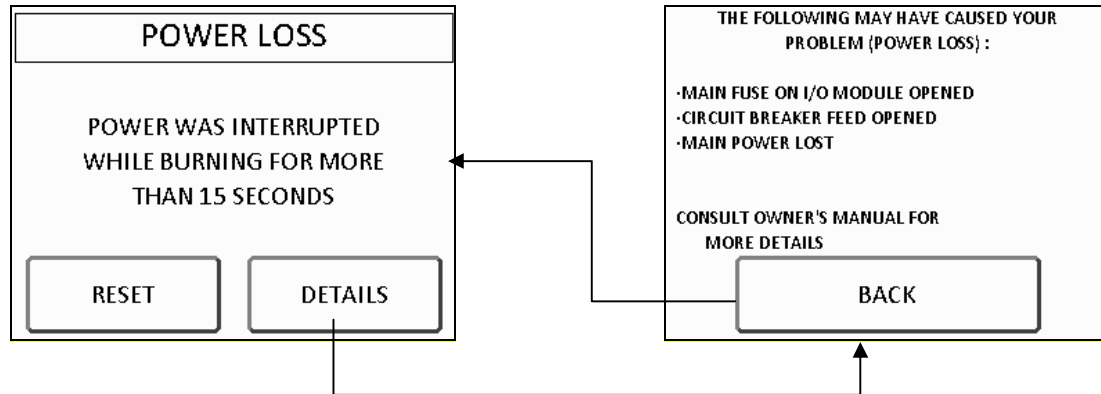 POWER LOSS
POWER WAS INTERRUPTED
WHILE BURNING FOR MORE
THAN 15 SECONDS
RESET
DETAILS
THE FOLLOWING MAY HAVE CAUSED YOUR
PROBLEM (POWER LOSS) :
·MAIN FUSE ON I/O MODULE OPENED
·CIRCUIT BREAKER FEED OPENED
·MAIN POWER LOST
CONSULT OWNER'S MANUAL FOR
MORE DETAILS
BACK